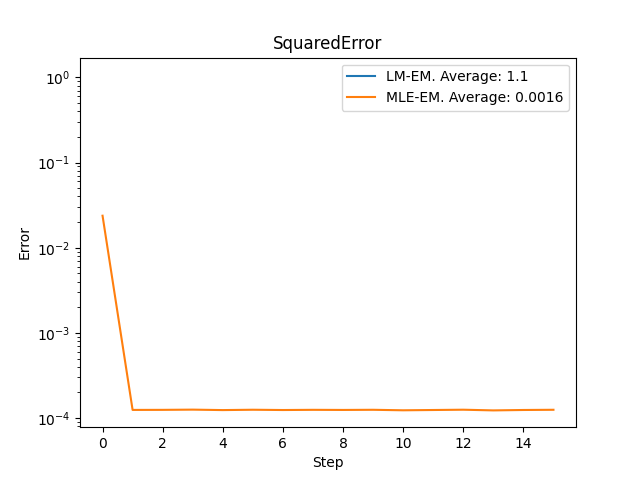 SquaredError
LM-EM. Average: 1.1
MLE-EM. Average: 0.0016
10⁰
10⁻¹
10⁻²
10⁻³
10⁻⁴
Error
0 2 4 6 8 10 12 14
Step